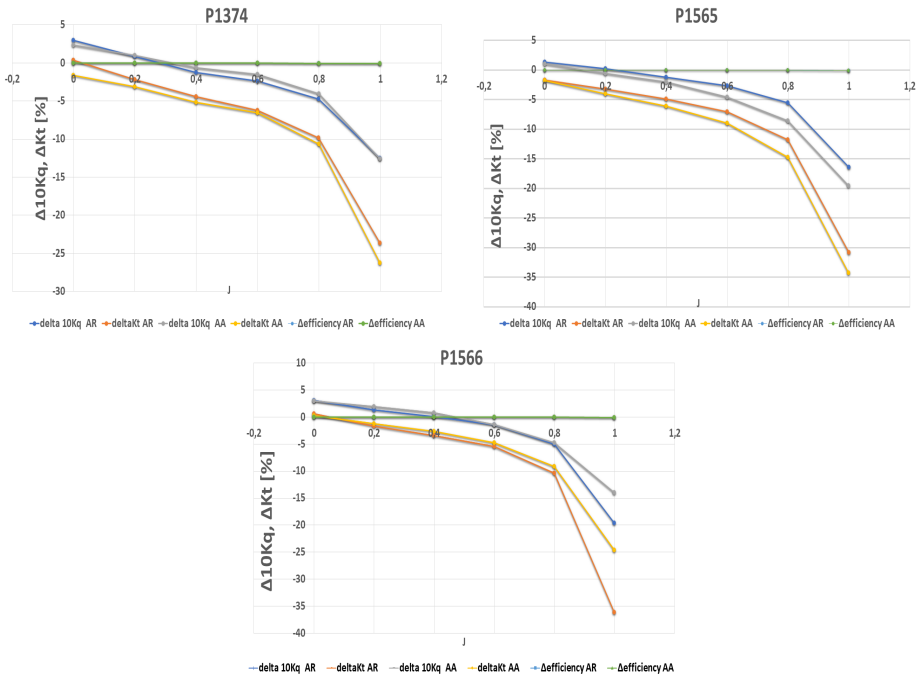 P1374
5
0
-0,2 0 0,2 0,4 0,6 0,8 1 1,2
-5
-10
-15
-20
-25
-30
Δ10Kq, ΔKt [%]
J
delta 10Kq AR deltaKt AR delta 10Kq AA deltaKt AA Δefficiency AR Δefficiency AA
P1565
5
0
-0,2 0 0,2 0,4 0,6 0,8 1 1,2
-5
-10
-15
-20
-25
-30
-35
-40
Δ10Kq, ΔKt [%]
J
delta 10Kq AR deltaKt AR delta 10Kq AA deltaKt AA Δefficiency AR Δefficiency AA
P1566
10
5
0
-0,2 0 0,2 0,4 0,6 0,8 1 1,2
-5
-10
-15
-20
-25
-30
-35
-40
Δ10Kq, ΔKt [%]
J
delta 10Kq AR deltaKt AR delta 10Kq AA deltaKt AA Δefficiency AR Δefficiency AA